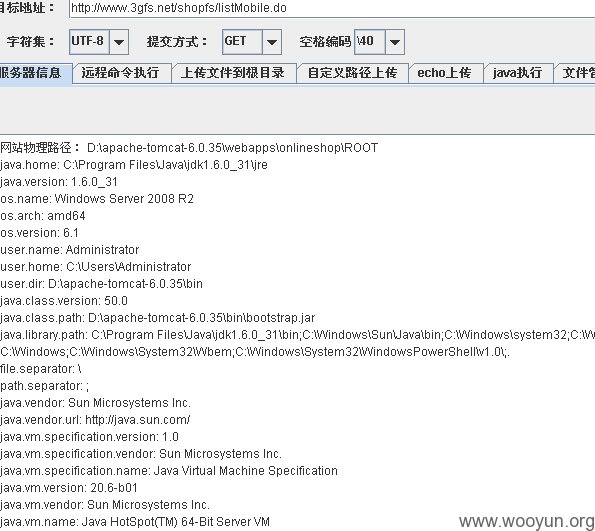 目标地址： http://www.3gfs.net/shopfs/listMobile.do
字符集： UTF-8 提交方式： GET 空格编码 \40
服务器信息 远程命令执行 上传文件到根目录 自定义路径上传 echo上传 java执行 文件管
网站物理路径： D:\apache-tomcat-6.0.35\webapps\onlineshop\ROOT
java.home: C:\Program Files\Java\jdk1.6.0_31\jre
java.version: 1.6.0_31
os.name: Windows Server 2008 R2
os.arch: amd64
os.version: 6.1
user.name: Administrator
user.home: C:\Users\Administrator
user.dir: D:\apache-tomcat-6.0.35\bin
java.class.version: 50.0
java.class.path: D:\apache-tomcat-6.0.35\bin\bootstrap.jar
java.library.path: C:\Program Files\Java\jdk1.6.0_31\bin;C:\Windows\Sun\Java\bin;C:\Windows\system32;C:\W
C:\Windows;C:\Windows\System32\Wbem;C:\Windows\System32\WindowsPowerShell\v1.0\;.
file.separator: \
path.separator: ;
java.vendor: Sun Microsystems Inc.
java.vendor.url: http://java.sun.com/
java.vm.specification.version: 1.0
java.vm.specification.vendor: Sun Microsystems Inc.
java.vm.specification.name: Java Virtual Machine Specification
java.vm.version: 20.6-b01
java.vm.vendor: Sun Microsystems Inc.
java.vm.name: Java HotSpot(TM) 64-Bit Server VM
www.wooyun.org